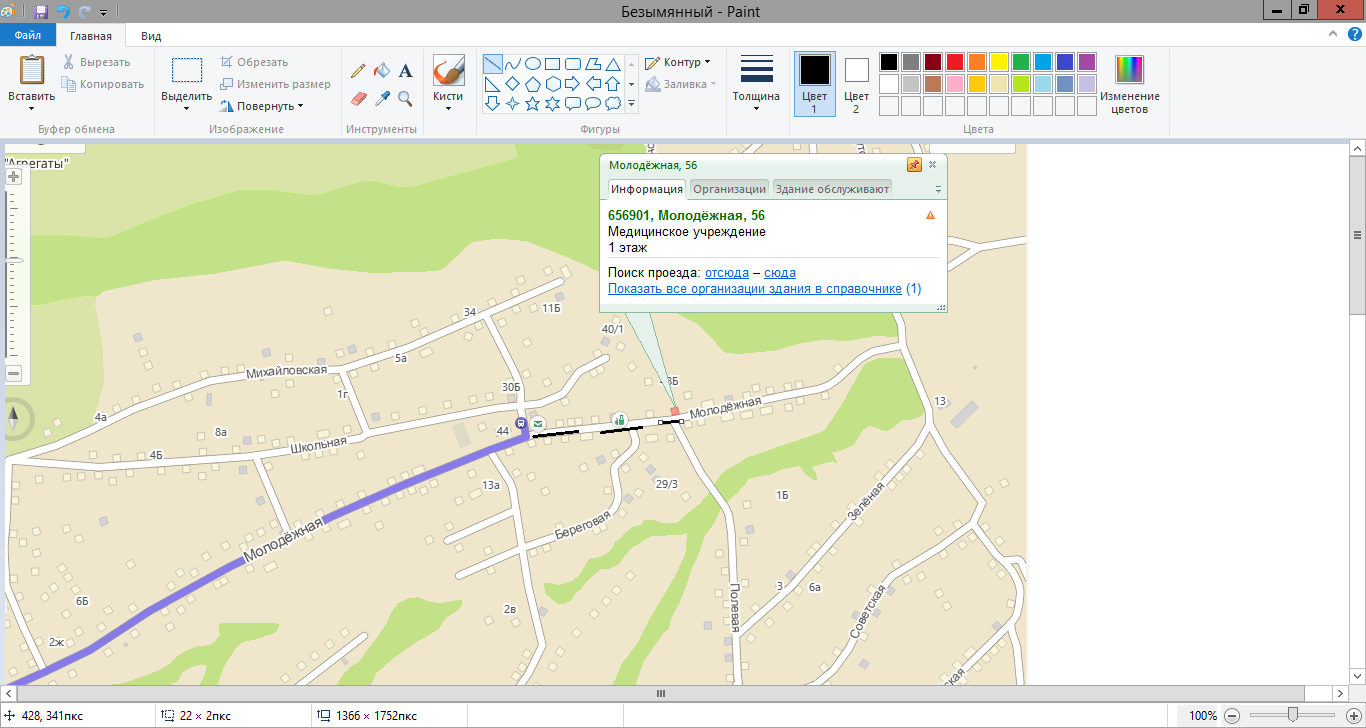 Безымянный - Paint
Файл
Главная
Вид
Вставить
Вырезать
Копировать
Буфер обмена
Выделить
Обрезать
Изменить размер
Повернуть
Изображение
Инструменты
Кисти
Контур
Заливка
Фигуры
Толщина
Цвет 1
Цвет 2
Изменение цветов
Цвета
"Агрегаты"
Молодёжная, 56
Информация
Организации
Здание обслуживают
656901, Молодёжная, 56
Медицинское учреждение
1 этаж
Поиск проезда: отсюда – сюда
Показать все организации здания в справочнике (1)
34
11Б
40/1
5а
Михайловская
1г
30Б
4а
8а
44
Школьная
4Б
Молодёжная
13
13а
29/3
1Б
Зелёная
Береговая
Молодёжная
6Б
2в
2ж
Полевая
3
6а
Советская
428, 341пкс
22 × 2пкс
1366 × 1752пкс
100%